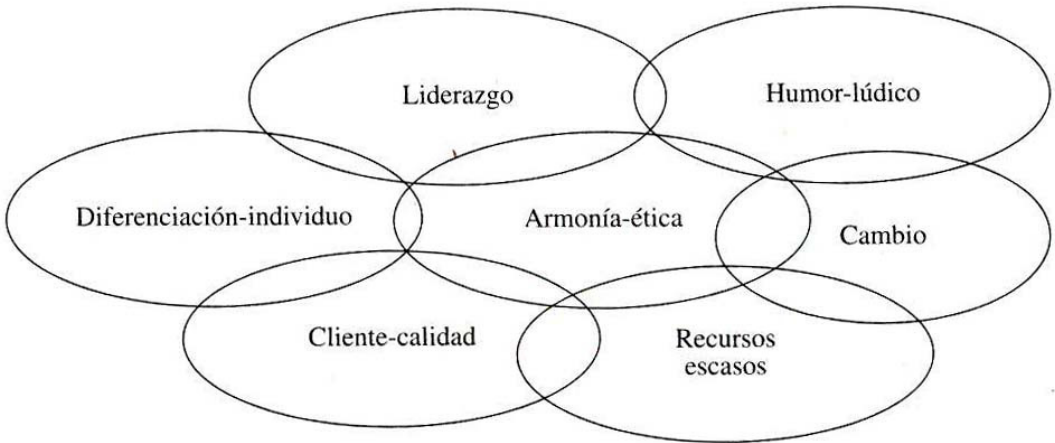 Liderazgo
Humor-lúdico
Diferenciación-individuo
Armonía-ética
Cambio
Cliente-calidad
Recursos
escasos